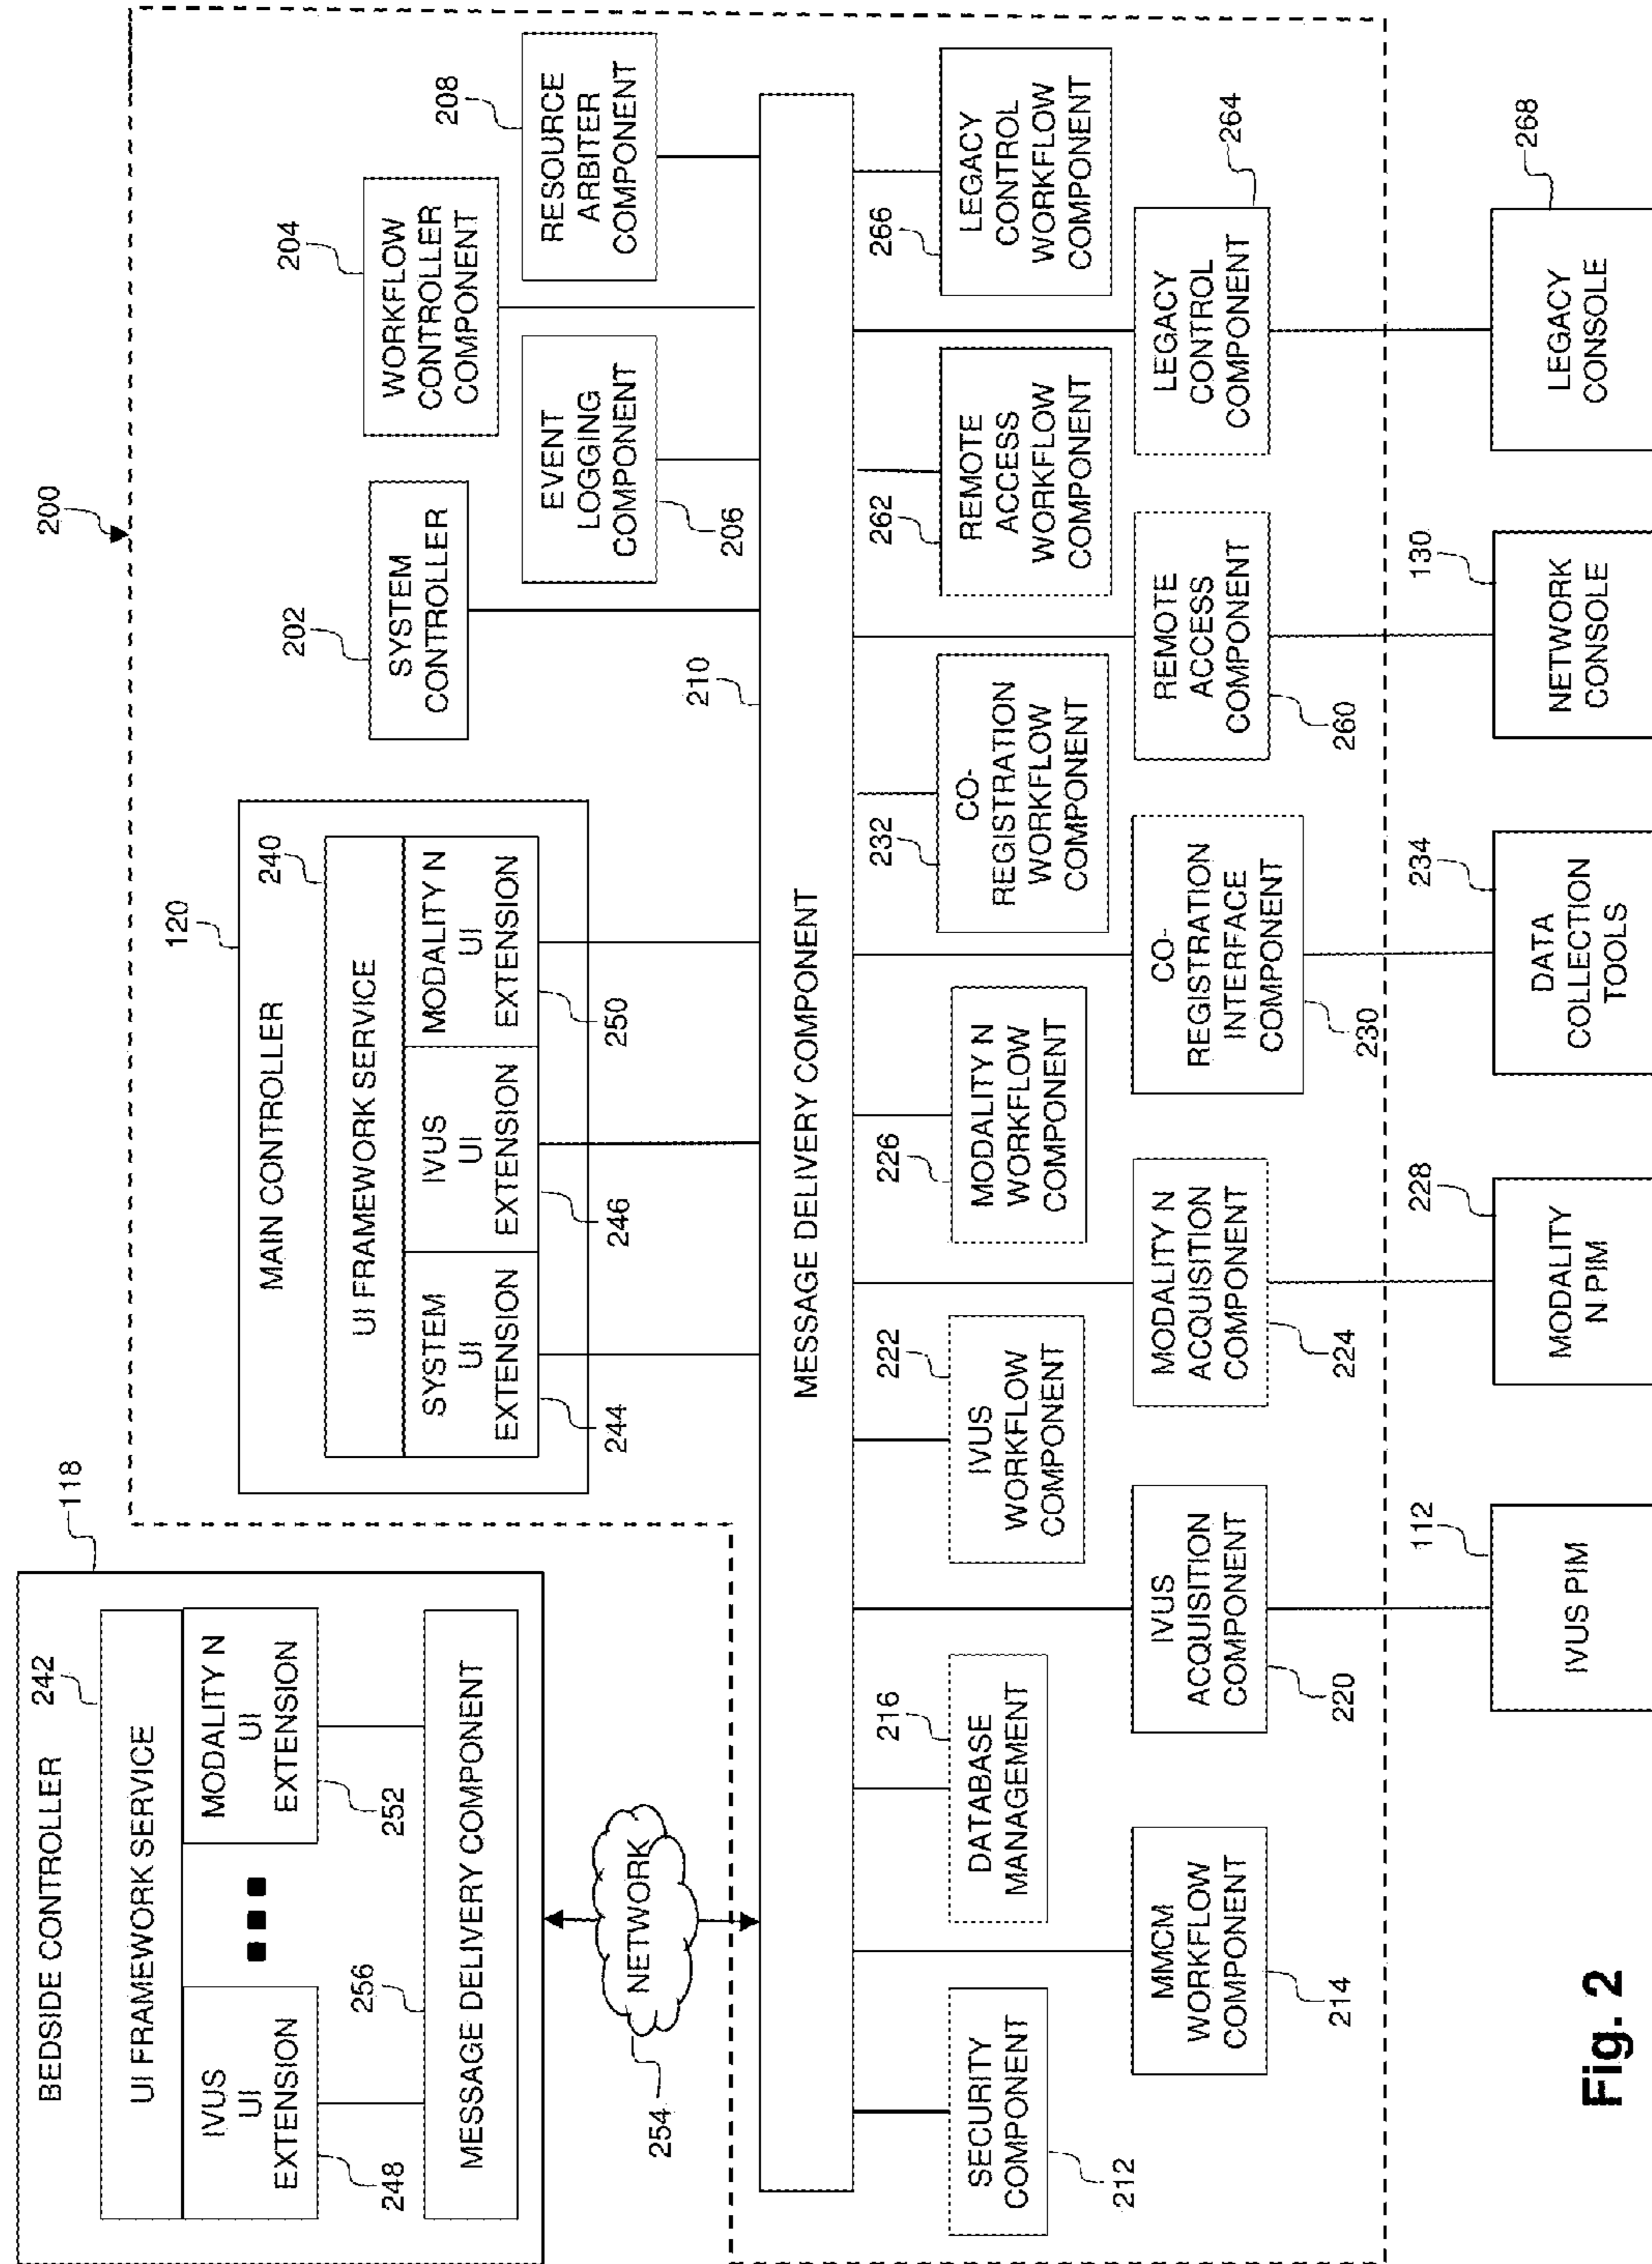 118
BEDSIDE CONTROLLER
242
UI FRAMEWORK SERVICE
IVUS
UI
EXTENSION
248
MODALITY N
UI
EXTENSION
252
256
MESSAGE DELIVERY COMPONENT
NETWORK
254
200
120
MAIN CONTROLLER
240
UI FRAMEWORK SERVICE
SYSTEM
UI
EXTENSION
244
IVUS
UI
EXTENSION
246
MODALITY N
UI
EXTENSION
250
202
SYSTEM
CONTROLLER
204
WORKFLOW
CONTROLLER
COMPONENT
EVENT
LOGGING
COMPONENT
206
208
RESOURCE
ARBITER
COMPONENT
210
MESSAGE DELIVERY COMPONENT
SECURITY
COMPONENT
212
216
DATABASE
MANAGEMENT
222
IVUS
WORKFLOW
COMPONENT
226
MODALITY N
WORKFLOW
COMPONENT
232
CO-
REGISTRATION
WORKFLOW
COMPONENT
262
REMOTE
ACCESS
WORKFLOW
COMPONENT
266
LEGACY
CONTROL
WORKFLOW
COMPONENT
MMCM
WORKFLOW
COMPONENT
214
IVUS
ACQUISITION
COMPONENT
220
MODALITY N
ACQUISITION
COMPONENT
224
CO-
REGISTRATION
INTERFACE
COMPONENT
230
REMOTE
ACCESS
COMPONENT
260
LEGACY
CONTROL
COMPONENT
264
112
IVUS PIM
228
MODALITY
N PIM
234
DATA
COLLECTION
TOOLS
130
NETWORK
CONSOLE
268
LEGACY
CONSOLE
Fig. 2